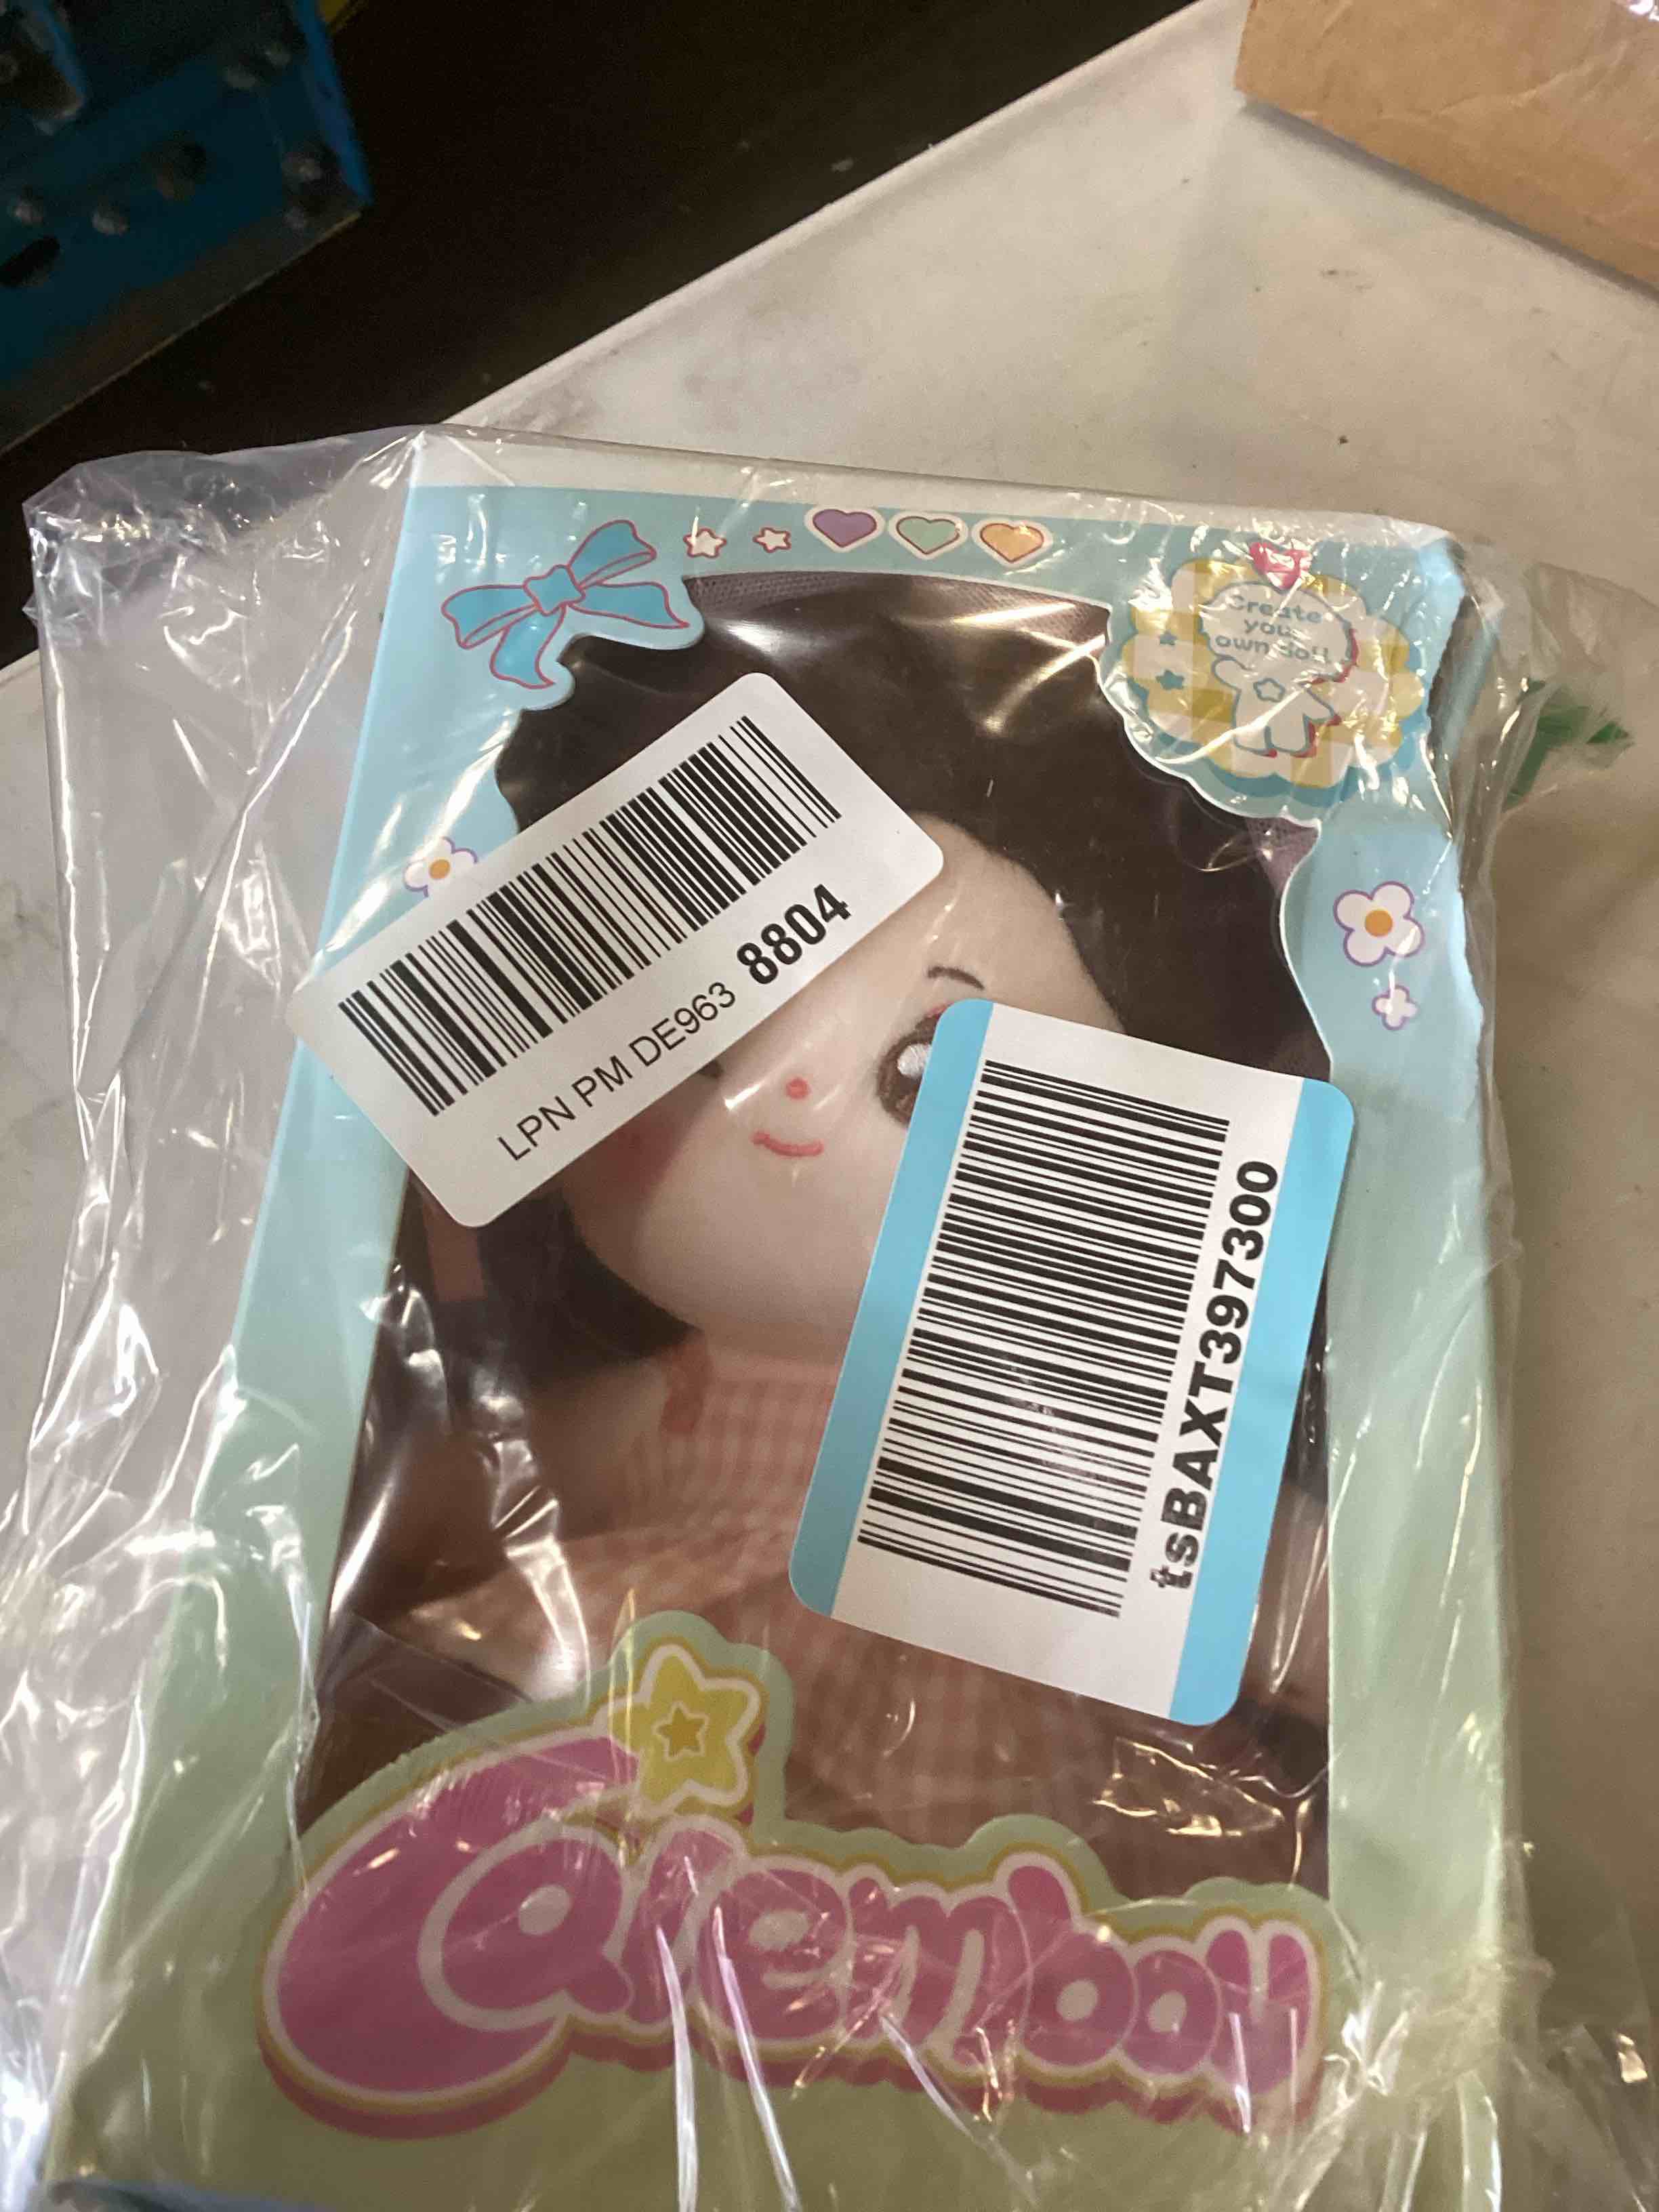 Create
your
own doll
LPN PM DE963 8804
tsBAXT397300